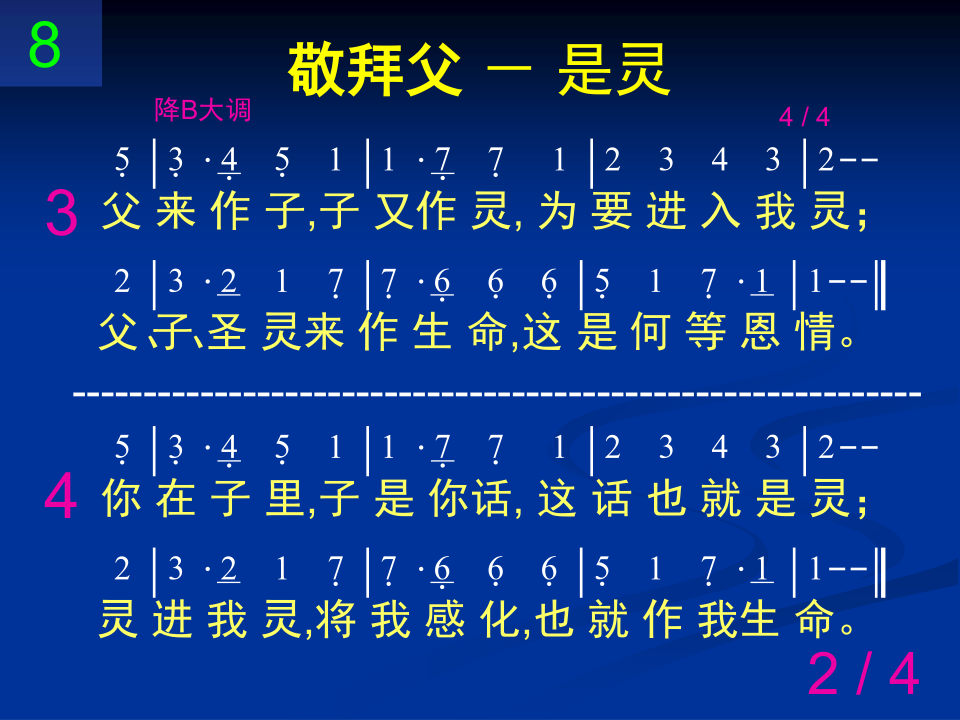 8
敬拜父 － 是灵
降B大调
4 / 4
5̣ | 3̣ · 4̣ 5̣ 1 | 1 · 7̣ 7̣ 1 | 2 3 4 3 | 2 – –
3 父 来 作 子,子 又作 灵, 为 要 进 入 我 灵；
2 | 3 · 2 1 7̣ | 7̣ · 6̣ 6̣ 6̣ | 5̣ 1 7̣ · 1 | 1 – – ‖
父、子、圣 灵来 作 生 命,这 是 何 等 恩 情。
------------------------------------------------------------
5̣ | 3̣ · 4̣ 5̣ 1 | 1 · 7̣ 7̣ 1 | 2 3 4 3 | 2 – –
4 你 在 子 里,子 是 你话, 这 话 也 就 是 灵；
2 | 3 · 2 1 7̣ | 7̣ · 6̣ 6̣ 6̣ | 5̣ 1 7̣ · 1 | 1 – – ‖
灵 进 我 灵,将 我 感 化,也 就 作 我生 命。
2 / 4